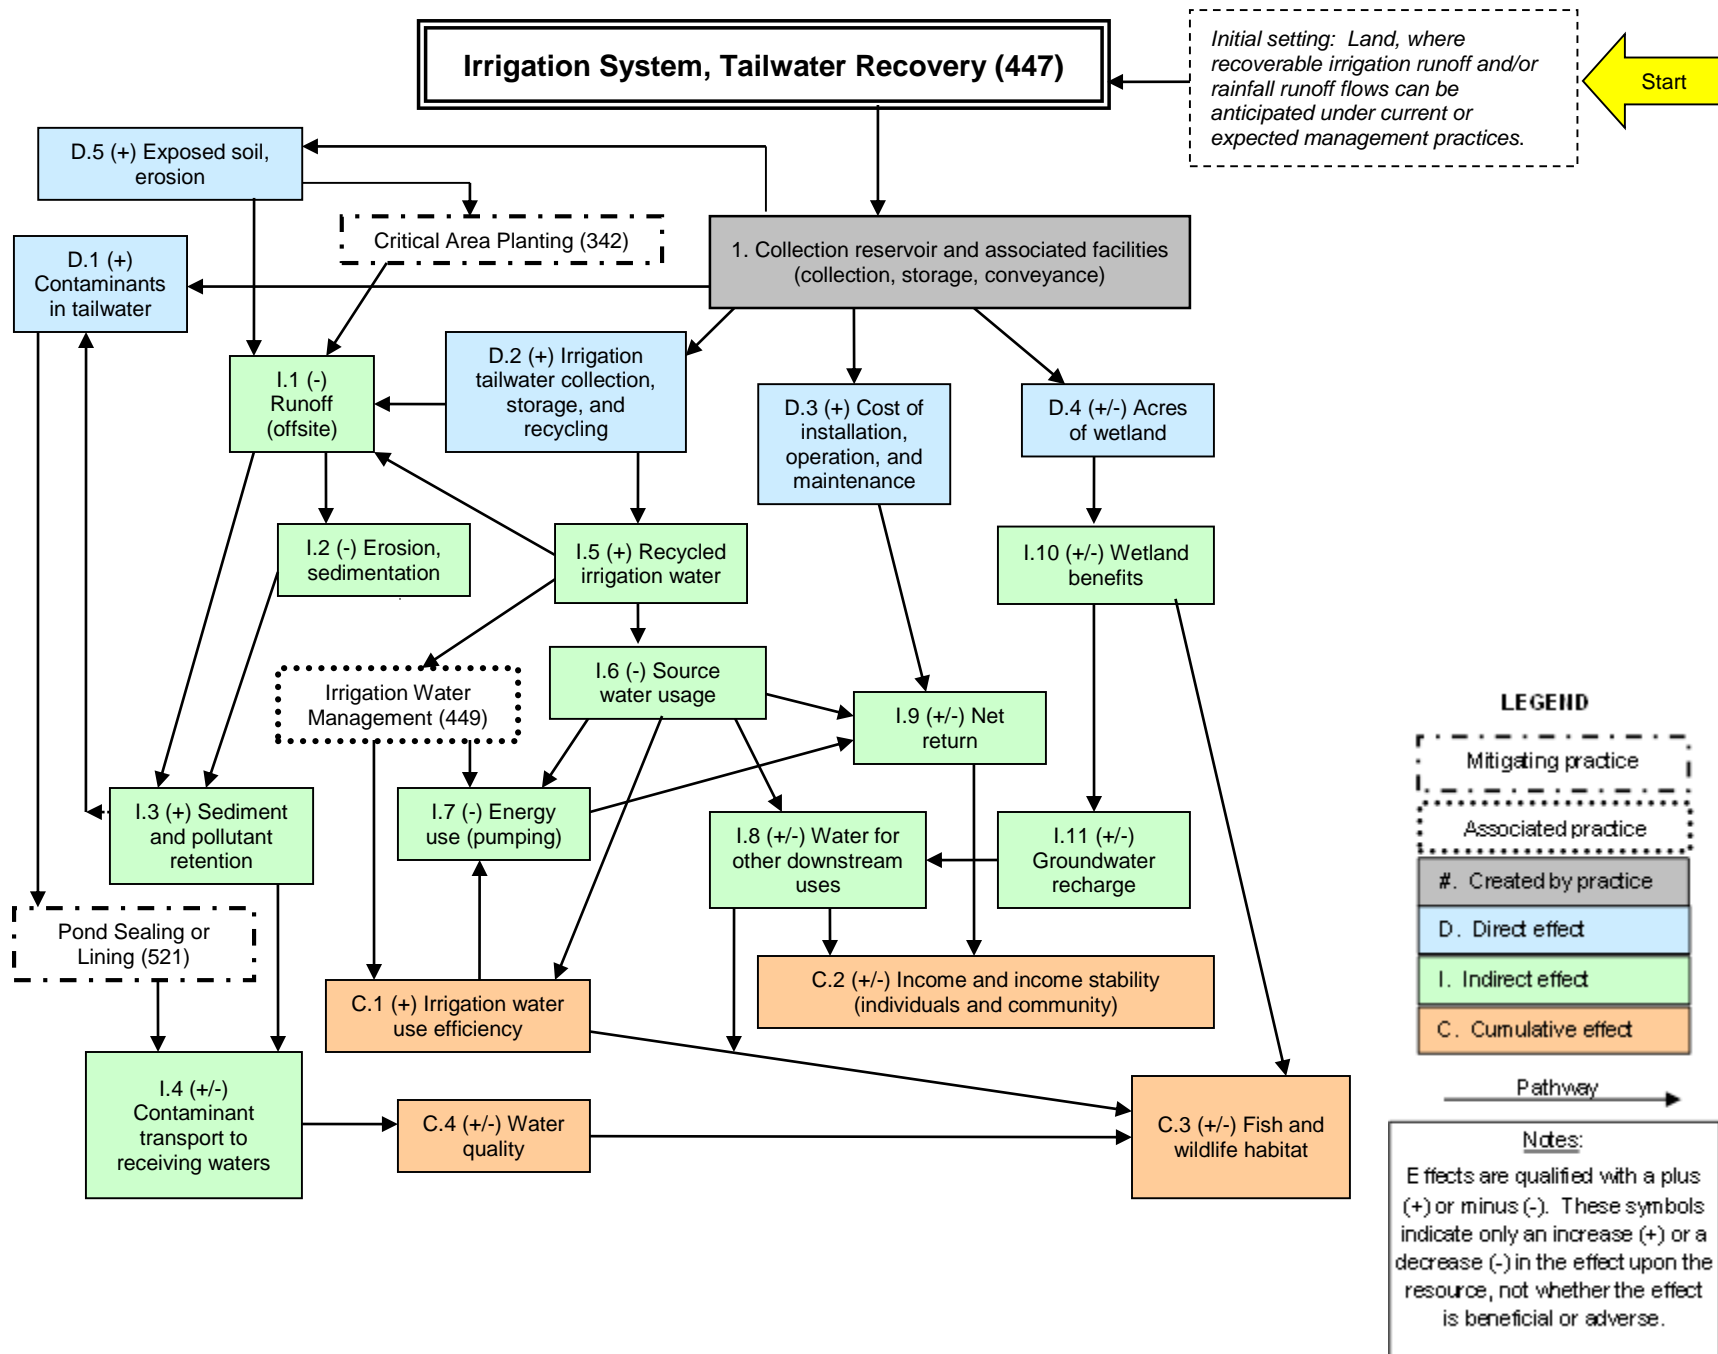 Irrigation System, Tailwater Recovery (447)
Initial setting: Land, where
recoverable irrigation runoff and/or
rainfall runoff flows can be
anticipated under current or
expected management practices.
Start
D.5 (+) Exposed soil,
erosion
Critical Area Planting (342)
1. Collection reservoir and associated facilities
(collection, storage, conveyance)
D.1 (+)
Contaminants
in tailwater
I.1 (-)
Runoff
(offsite)
D.2 (+) Irrigation
tailwater collection,
storage, and
recycling
D.3 (+) Cost of
installation,
operation, and
maintenance
D.4 (+/-) Acres
of wetland
I.2 (-) Erosion,
sedimentation
I.5 (+) Recycled
irrigation water
I.10 (+/-) Wetland
benefits
Irrigation Water
Management (449)
I.6 (-) Source
water usage
I.9 (+/-) Net
return
I.3 (+) Sediment
and pollutant
retention
I.7 (-) Energy
use (pumping)
I.8 (+/-) Water for
other downstream
uses
I.11 (+/-)
Groundwater
recharge
Pond Sealing or
Lining (521)
C.1 (+) Irrigation water
use efficiency
C.2 (+/-) Income and income stability
(individuals and community)
I.4 (+/-)
Contaminant
transport to
receiving waters
C.4 (+/-) Water
quality
C.3 (+/-) Fish and
wildlife habitat
LEGEND
Mitigating practice
Associated practice
#. Created by practice
D. Direct effect
I. Indirect effect
C. Cumulative effect
Pathway
Notes:
Effects are qualified with a plus
(+) or minus (-). These symbols
indicate only an increase (+) or a
decrease (-) in the effect upon the
resource, not whether the effect
is beneficial or adverse.